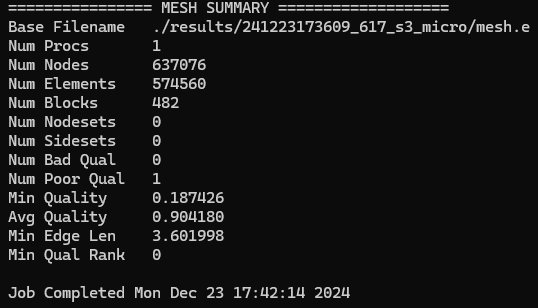 ================ MESH SUMMARY ===================
Base Filename   ./results/241223173609_617_s3_micro/mesh.e
Num Procs       1
Num Nodes       637076
Num Elements    574560
Num Blocks      482
Num Nodesets    0
Num Sidesets    0
Num Bad Qual    0
Num Poor Qual   1
Min Quality     0.187426
Avg Quality     0.904180
Min Edge Len    3.601998
Min Qual Rank   0
Job Completed Mon Dec 23 17:42:14 2024